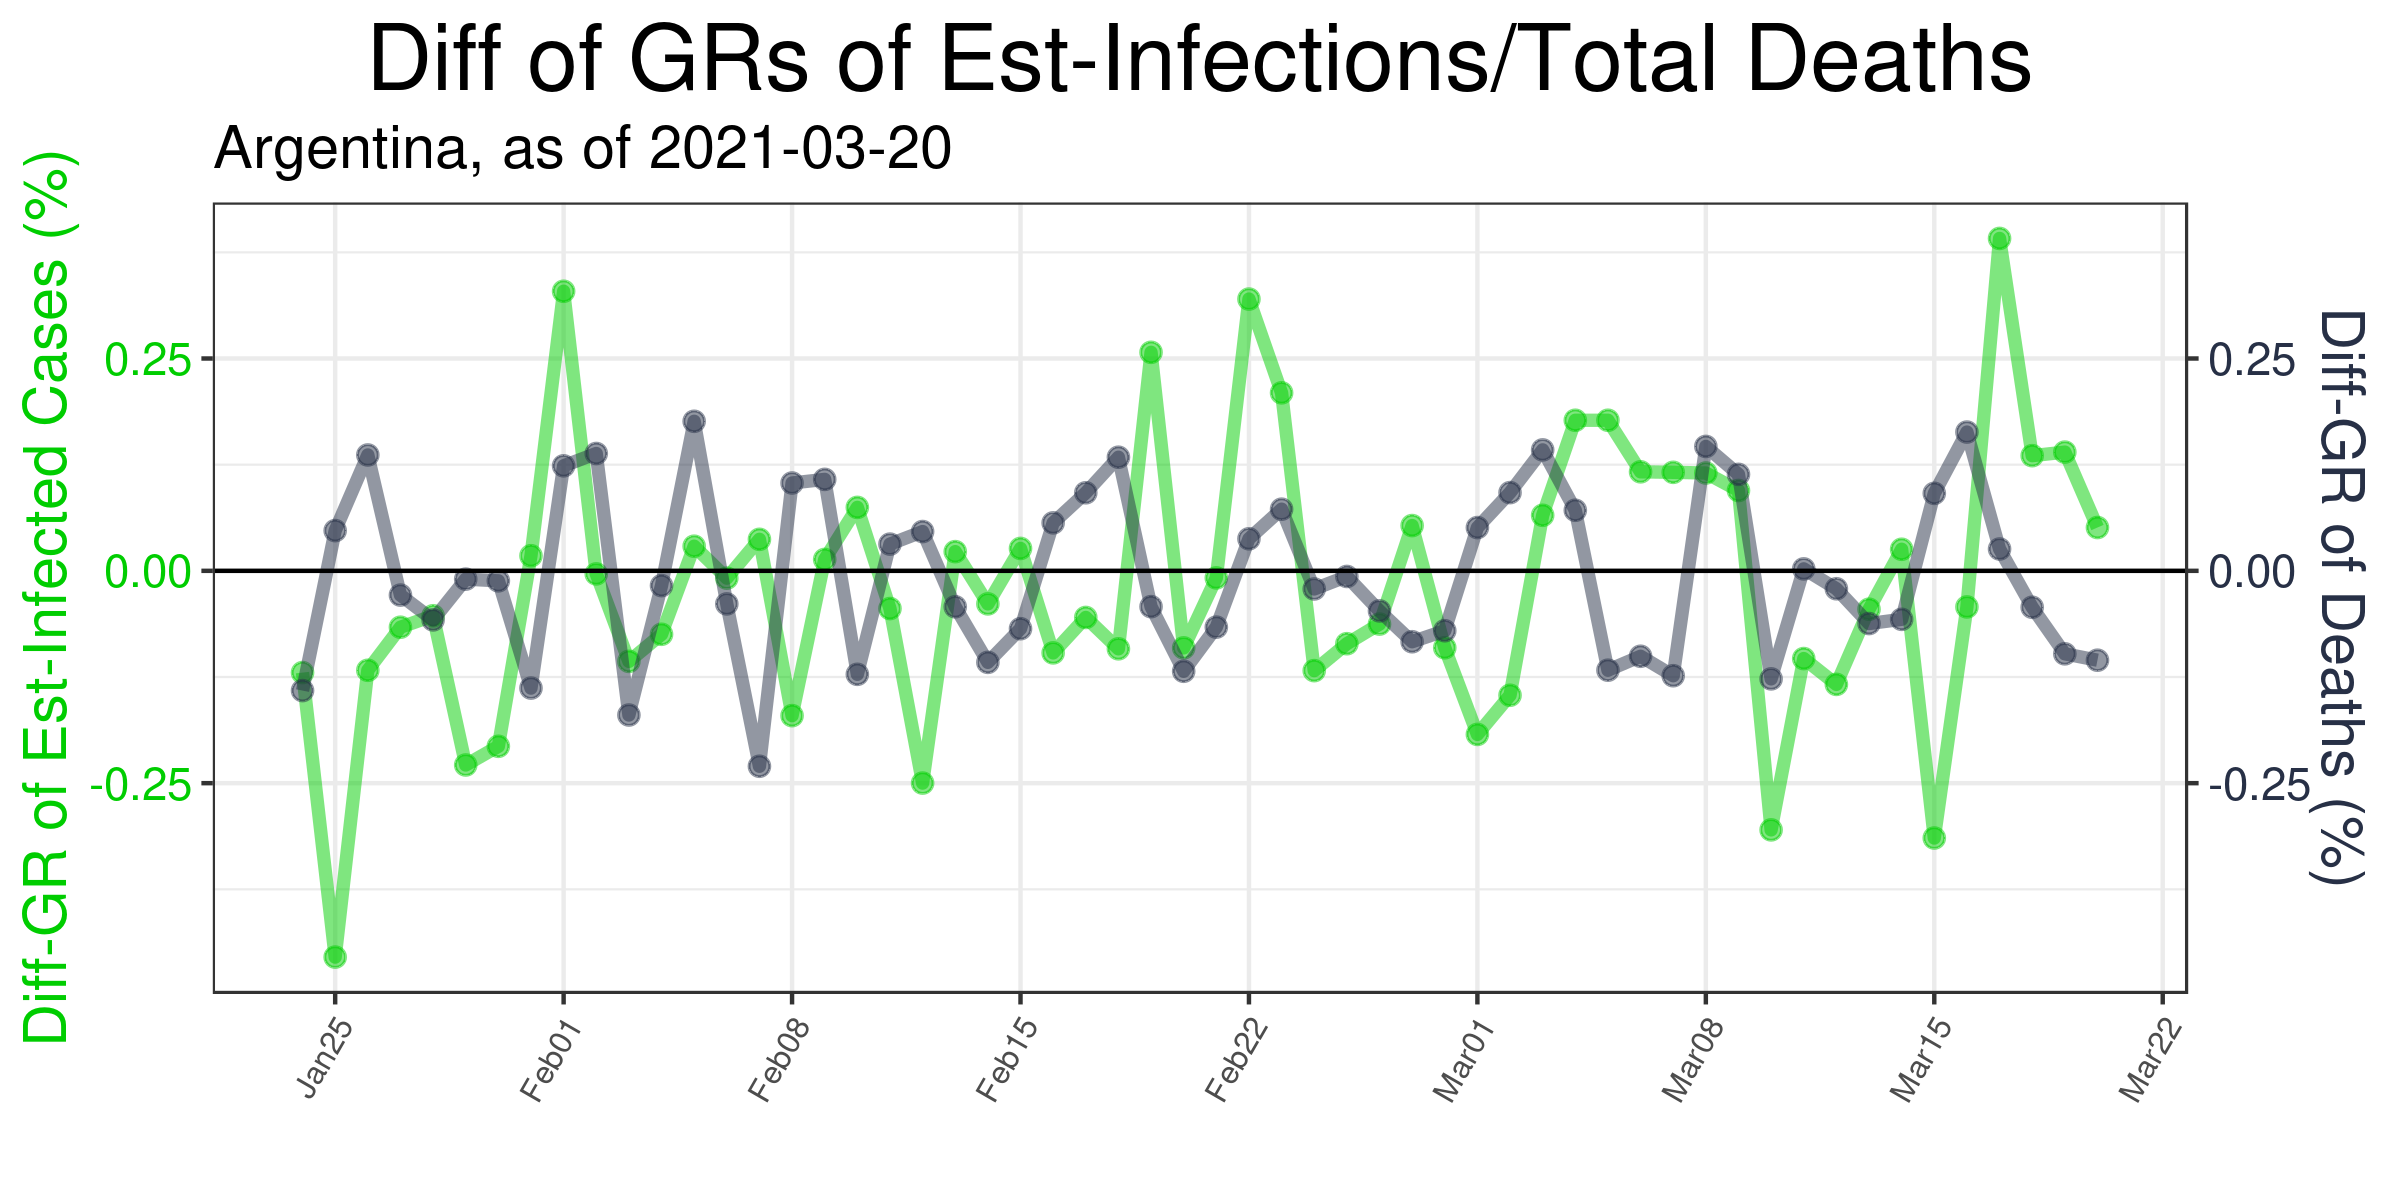 Diff of GRs of Est-Infections/Total Deaths
Argentina, as of 2021-03-20
Diff-GR of Est-Infected Cases (%)
0.25
0.00
-0.25
0.25
0.00
-0.25
Diff-GR of Deaths (%)
Jan25
Feb01
Feb08
Feb15
Feb22
Mar01
Mar08
Mar15
Mar22